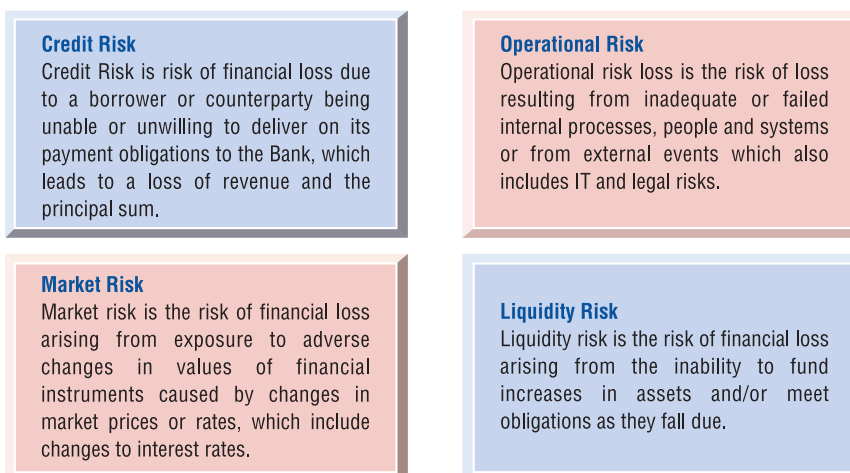 Credit Risk
Credit Risk is risk of financial loss due
to a borrower or counterparty being
unable or unwilling to deliver on its
payment obligations to the Bank, which
leads to a loss of revenue and the
principal sum.
Operational Risk
Operational risk loss is the risk of loss
resulting from inadequate or failed
internal processes, people and systems
or from external events which also
includes IT and legal risks.
Market Risk
Market risk is the risk of financial loss
arising from exposure to adverse
changes in values of financial
instruments caused by changes in
market prices or rates, which include
changes to interest rates.
Liquidity Risk
Liquidity risk is the risk of financial loss
arising from the inability to fund
increases in assets and/or meet
obligations as they fall due.